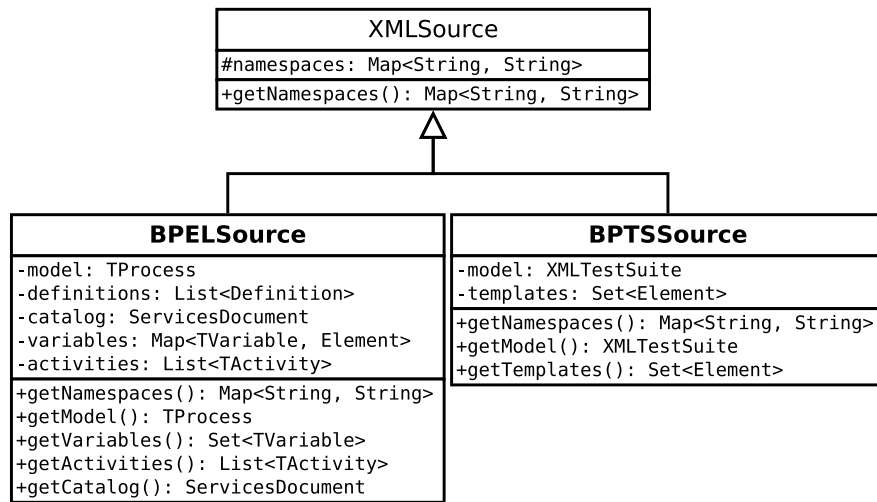 XMLSource
#namespaces: Map<String, String>
+getNamespaces(): Map<String, String>
BPELSource
-model: TProcess
-definitions: List<Definition>
-catalog: ServicesDocument
-variables: Map<TVariable, Element>
-activities: List<TActivity>
+getNamespaces(): Map<String, String>
+getModel(): TProcess
+getVariables(): Set<TVariable>
+getActivities(): List<TActivity>
+getCatalog(): ServicesDocument
BPTSSource
-model: XMLTestSuite
-templates: Set<Element>
+getNamespaces(): Map<String, String>
+getModel(): XMLTestSuite
+getTemplates(): Set<Element>